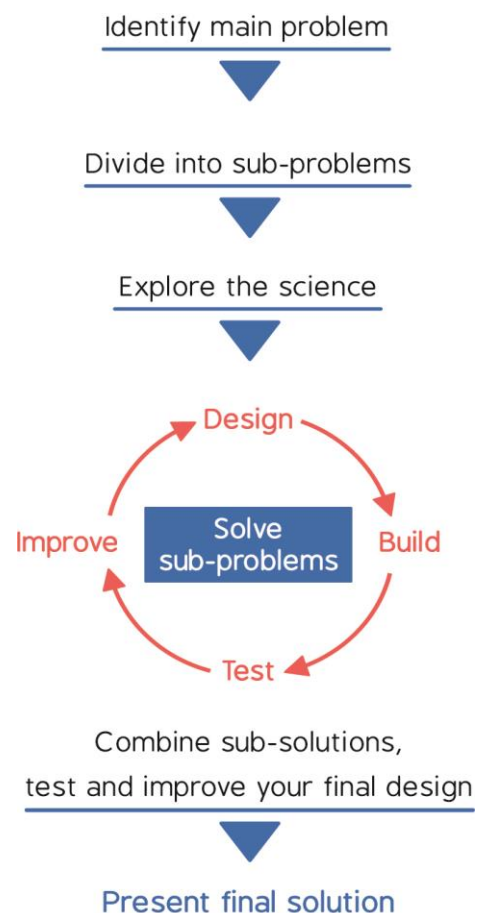 Identify main problem
Divide into sub-problems
Explore the science
Design
Improve
Solve
sub-problems
Build
Test
Combine sub-solutions,
test and improve your final design
Present final solution